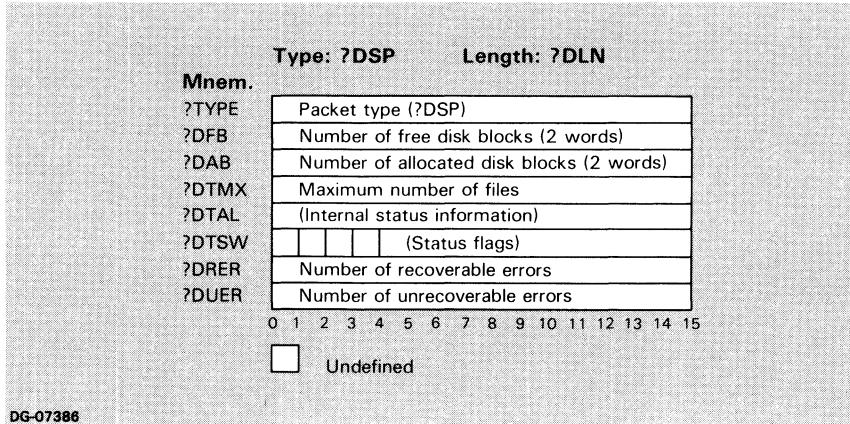 Type: ?DSP Length: ?DLN
Mnem.
?TYPE Packet type (?DSP)
?DFB Number of free disk blocks (2 words)
?DAB Number of allocated disk blocks (2 words)
?DTMX Maximum number of files
?DTAL (Internal status information)
?DTSW (Status flags)
?DRER Number of recoverable errors
?DUER Number of unrecoverable errors
0 1 2 3 4 5 6 7 8 9 10 11 12 13 14 15
Undefined
DG-07386